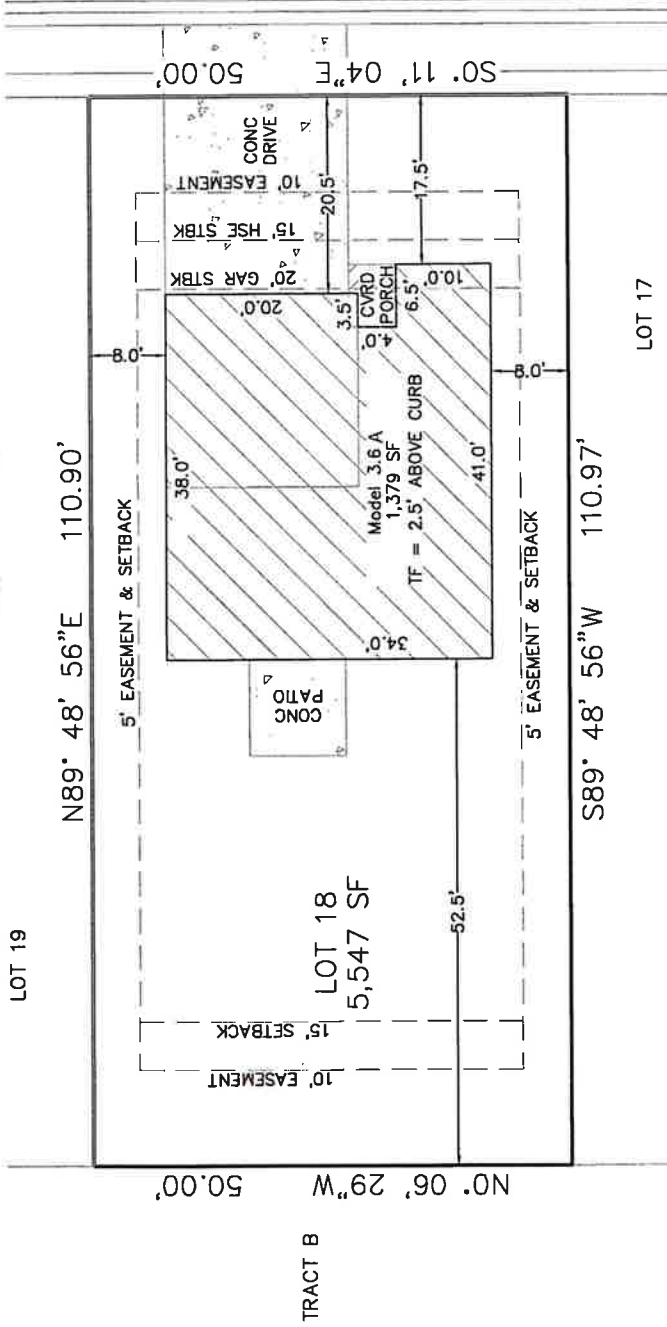 LOT 19
N89° 48' 56"E 110.90'
5' EASEMENT & SETBACK
8.0'
S0° 11' 04"E 50.00'
CONC
DRIVE
10' EASEMENT
15' HSE STBK
20' GAR STBK
20.5'
17.5'
20.0'
3.5'
CVRD
PORCH
4.0'
6.5'
10.0'
38.0'
Model 3.6 A
1,379 SF
TF = 2.5' ABOVE CURB
41.0'
34.0'
8.0'
CONC
PATIO
LOT 18
5,547 SF
52.5'
15' SETBACK
10' EASEMENT
5' EASEMENT & SETBACK
S89° 48' 56"W 110.97'
N0° 06' 29"W 50.00'
TRACT B
LOT 17